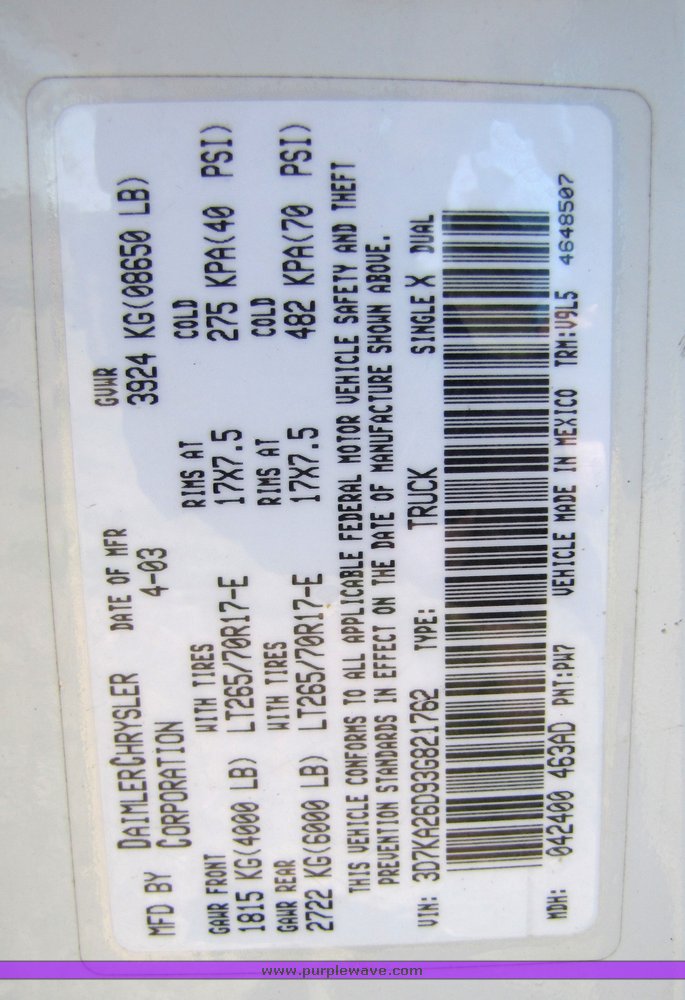 MFD BY DAIMLERCHRYSLER CORPORATION DATE OF MFR 4-03 GVWR 3924 KG(08650 LB)
GAWR FRONT WITH TIRES RIMS AT COLD
1815 KG(4000 LB) LT265/70R17-E 17X7.5 275 KPA(40 PSI)
GAWR REAR WITH TIRES RIMS AT COLD
2722 KG(6000 LB) LT265/70R17-E 17X7.5 482 KPA(70 PSI)
THIS VEHICLE CONFORMS TO ALL APPLICABLE FEDERAL MOTOR VEHICLE SAFETY AND THEFT
PREVENTION STANDARDS IN EFFECT ON THE DATE OF MANUFACTURE SHOWN ABOVE.
VIN: 3D7KA26D93G821762 TYPE: TRUCK SINGLE X DUAL
MDH: 042400 463AD PNT:PW7 VEHICLE MADE IN MEXICO TRM:V9L5 4648507
www.purplewave.com